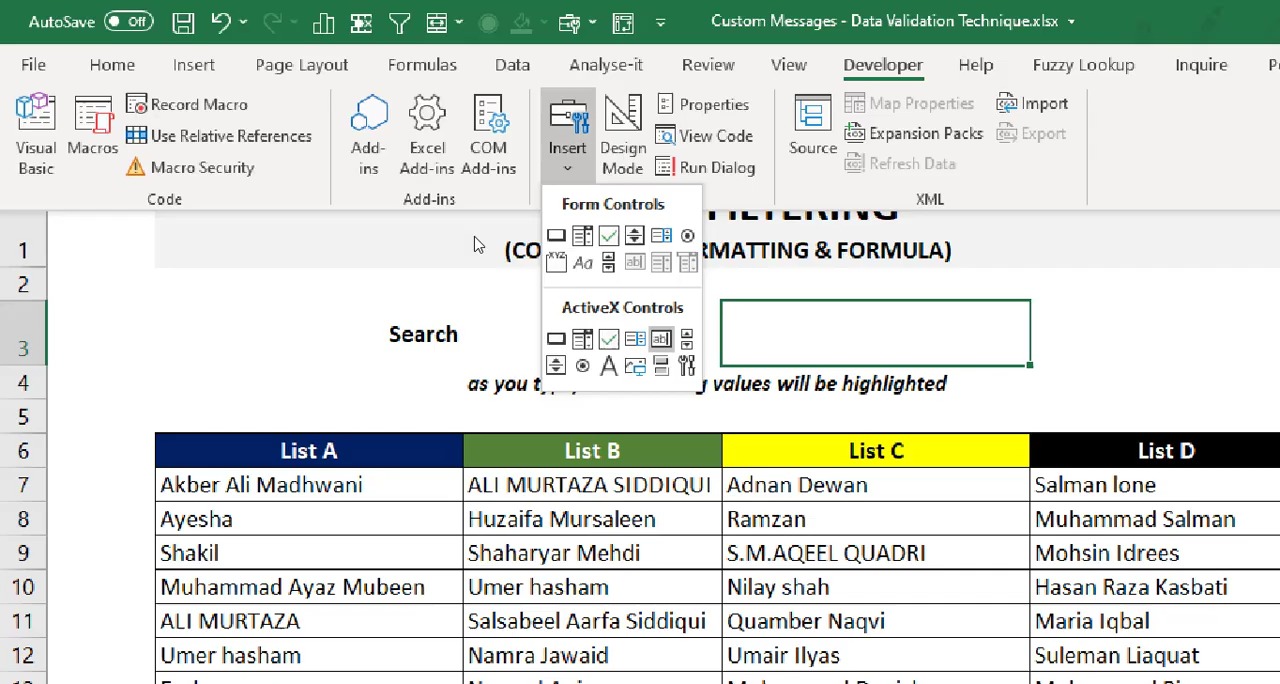 AutoSave Off Custom Messages - Data Validation Technique.xlsx
File Home Insert Page Layout Formulas Data Analyse-it Review View Developer Help Fuzzy Lookup Inquire
Visual Basic
Macros
Record Macro
Use Relative References
Macro Security
Code
Add-ins
Excel Add-ins
COM Add-ins
Add-ins
Insert
Design Mode
Properties
View Code
Run Dialog
Source
Map Properties
Expansion Packs
Refresh Data
Import
Export
XML
Form Controls
XYZ Aa ab
ActiveX Controls
ab
A
FILTERING
1 (CO RMATTING & FORMULA)
2
3 Search
4 as you ty values will be highlighted
5
6 List A List B List C List D
7 Akber Ali Madhwani ALI MURTAZA SIDDIQUI Adnan Dewan Salman lone
8 Ayesha Huzaifa Mursaleen Ramzan Muhammad Salman
9 Shakil Shaharyar Mehdi S.M.AQEEL QUADRI Mohsin Idrees
10 Muhammad Ayaz Mubeen Umer hasham Nilay shah Hasan Raza Kasbati
11 ALI MURTAZA Salsabeel Aarfa Siddiqui Quamber Naqvi Maria Iqbal
12 Umer hasham Namra Jawaid Umair Ilyas Suleman Liaquat